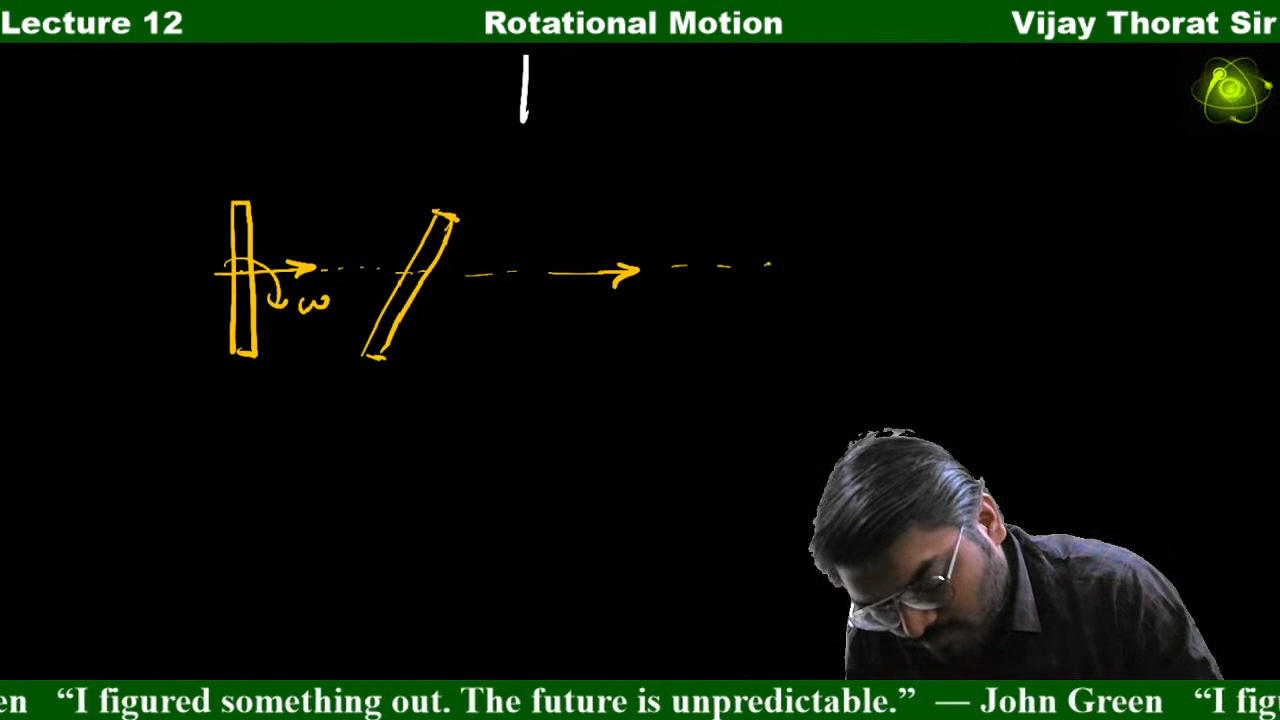 Lecture 12 Rotational Motion Vijay Thorat Sir
ω
en “I figured something out. The future is unpredictable.” — John Green “I fig